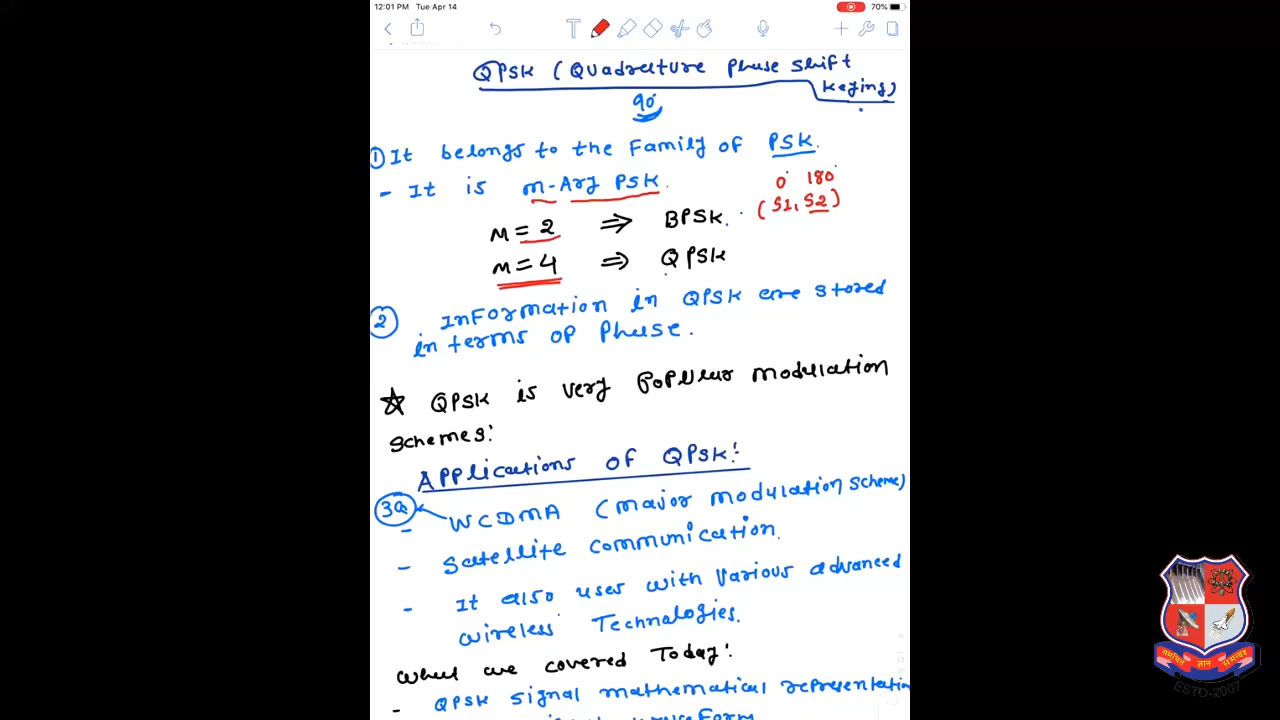 12:01 PM Tue Apr 14
70%
QPSK (Quadrature Phase Shift
Keying)
90°
① It belongs to the Family of PSK.
- It is M-Ary PSK.
0° 180°
(S1, S2)
M = 2 ⇒ BPSK.
M = 4 ⇒ QPSK
② InFormation in QPSK are stored
in terms of Phase.
☆ QPSK is very Popular modulation
schemes:
Applications of QPSK:
3G
- WCDMA (major modulation scheme)
- Satellite communication.
- It also uses with various advanced
wireless Technologies.
What are covered Today:
- QPSK signal mathematical representation
ESTD-2007